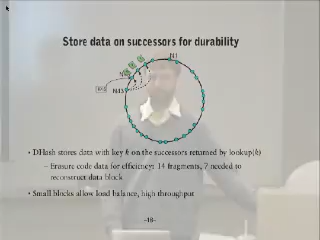 Store data on successors for durability
N1
• DHash stores data with key k on the successors returned by lookup(k)
– Erasure code data for efficiency: 14 fragments, 7 needed to
reconstruct data block
• Small blocks allow load balance, high throughput
–18–